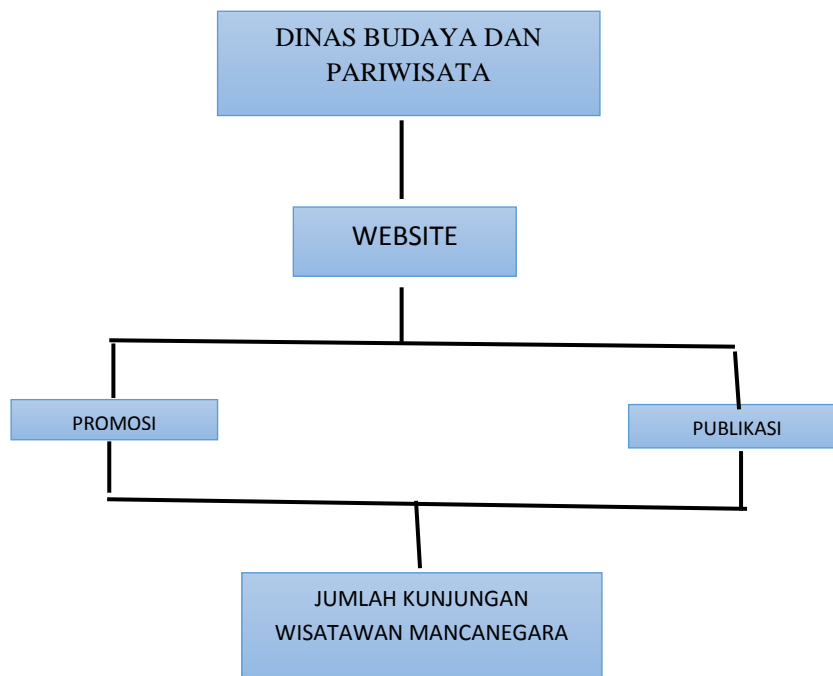 DINAS BUDAYA DAN
PARIWISATA
WEBSITE
PROMOSI
PUBLIKASI
JUMLAH KUNJUNGAN
WISATAWAN MANCANEGARA